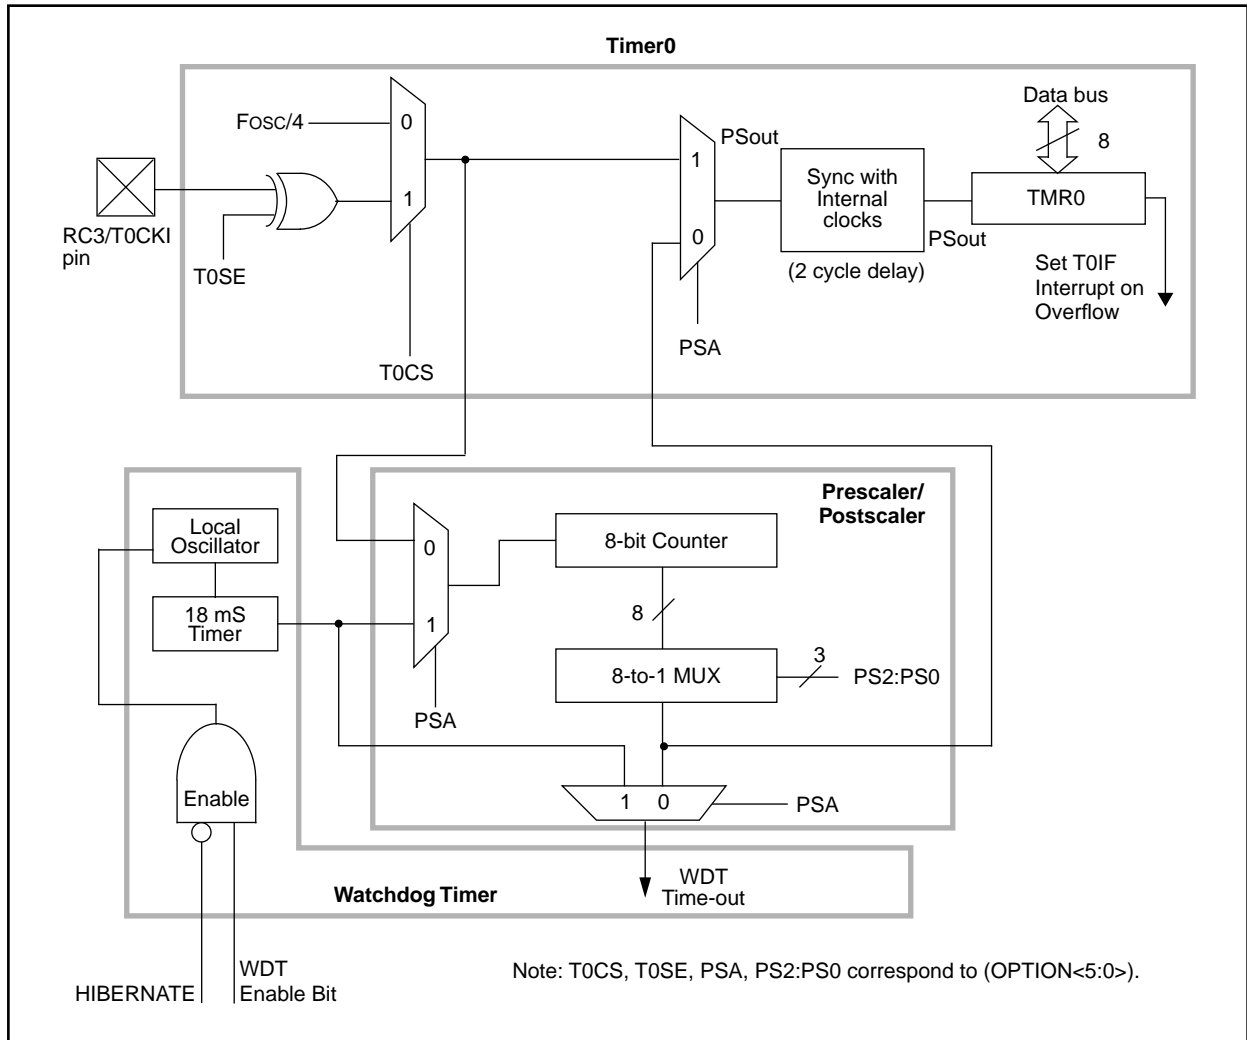 Timer0
Data bus
FOSC/4
0
PSout
8
1
1
Sync with
Internal
clocks
TMR0
1
RC3/T0CKI
pin
0
PSout
T0SE
(2 cycle delay)
Set T0IF
Interrupt on
Overflow
PSA
T0CS
Prescaler/
Postscaler
Local
Oscillator
0
8-bit Counter
18 mS
Timer
1
8
8-to-1 MUX
3
PS2:PS0
PSA
Enable
1 0
PSA
WDT
Time-out
Watchdog Timer
WDT
Enable Bit
HIBERNATE
Note: T0CS, T0SE, PSA, PS2:PS0 correspond to (OPTION<5:0>).